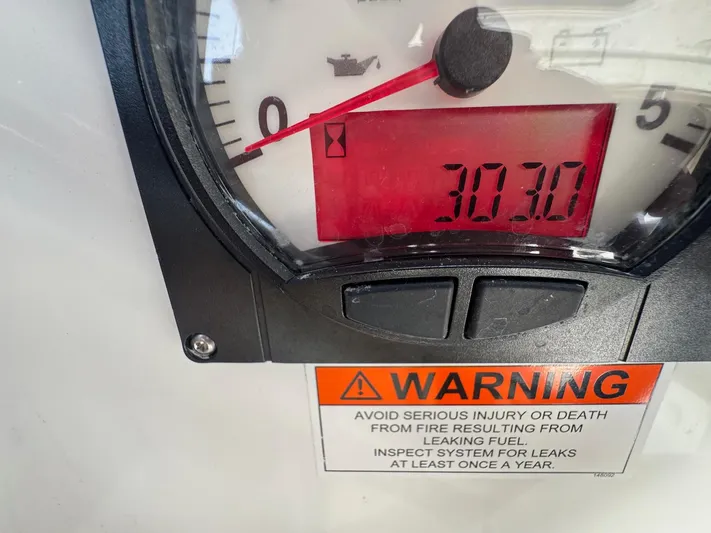 0
5
303.0
WARNING
AVOID SERIOUS INJURY OR DEATH
FROM FIRE RESULTING FROM
LEAKING FUEL.
INSPECT SYSTEM FOR LEAKS
AT LEAST ONCE A YEAR.